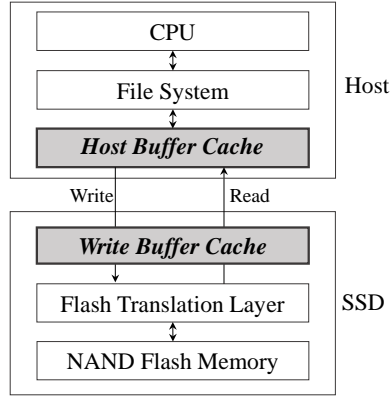 CPU
File System
Host
Host Buffer Cache
Write Read
Write Buffer Cache
Flash Translation Layer
SSD
NAND Flash Memory